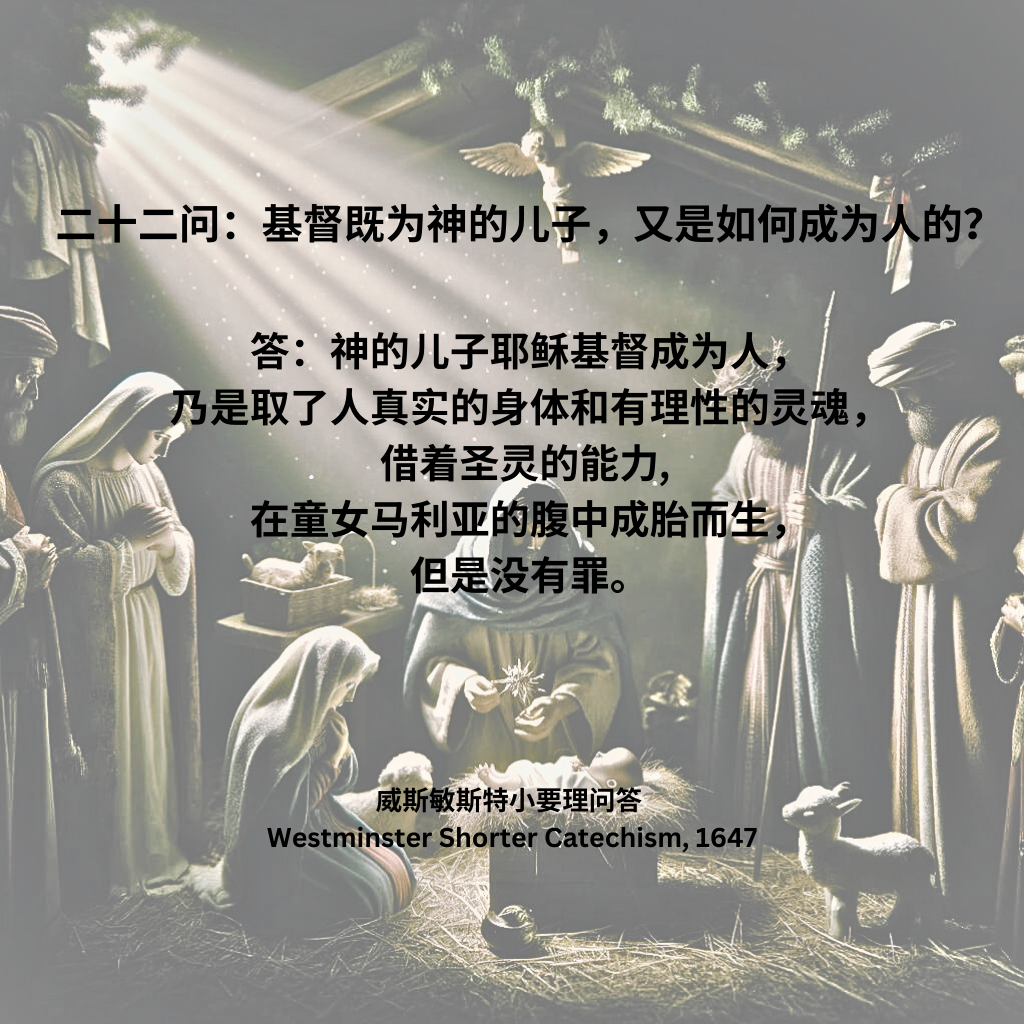 二十二问：基督既为神的儿子，又是如何成为人的？
答：神的儿子耶稣基督成为人，
乃是取了人真实的身体和有理性的灵魂，
借着圣灵的能力,
在童女马利亚的腹中成胎而生，
但是没有罪。
威斯敏斯特小要理问答
Westminster Shorter Catechism, 1647